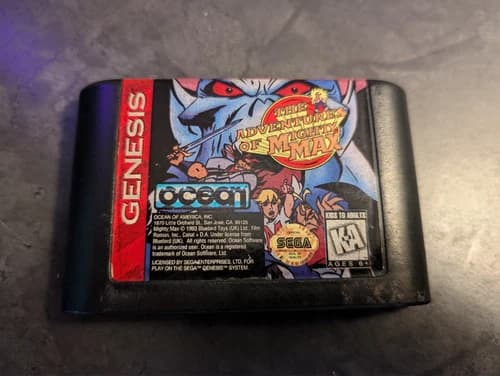 GENESIS
THE
ADVENTURES
OF MIGHTY
MAX
ocean
OCEAN OF AMERICA, INC.
1870 Little Orchard St., San Jose, CA. 95125
Mighty Max © 1993 Bluebird Toys (UK) Ltd., Film
Roman, Inc., Canal + D.A. Under license from
Bluebird (UK). All rights reserved. Ocean Software
is an authorized user. Ocean is a registered
trademark of Ocean Software, Ltd.
LICENSED BY SEGA ENTERPRISES, LTD. FOR
PLAY ON THE SEGA™ GENESIS™ SYSTEM.
SEGA
KIDS TO ADULTS
K-A
AGES 6+